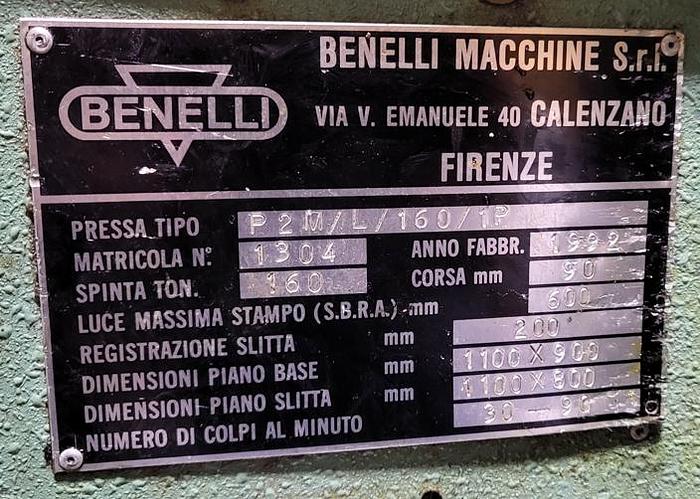 BENELLI MACCHINE S.r.l.
BENELLI
VIA V. EMANUELE 40 CALENZANO
FIRENZE
PRESSA TIPO P2M/L/160/1P
MATRICOLA N° 1304 ANNO FABBR. 1992
SPINTA TON. 160 CORSA mm 90
LUCE MASSIMA STAMPO (S.B.R.A.) mm 600
REGISTRAZIONE SLITTA mm 200
DIMENSIONI PIANO BASE mm 1100 X 900
DIMENSIONI PIANO SLITTA mm 1100 X 800
NUMERO DI COLPI AL MINUTO 30 - 90